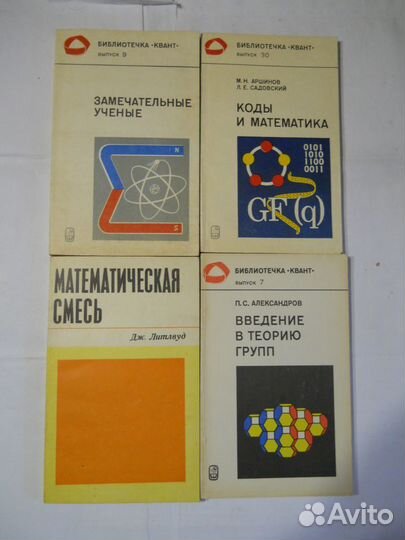 БИБЛИОТЕЧКА «КВАНТ»
ВЫПУСК 9
ЗАМЕЧАТЕЛЬНЫЕ
УЧЕНЫЕ
N
S
БИБЛИОТЕЧКА «КВАНТ»
ВЫПУСК 30
М. Н. АРШИНОВ
Л. Е. САДОВСКИЙ
КОДЫ
И МАТЕМАТИКА
0101
1010
1100
0011
GF(q)
МАТЕМАТИЧЕСКАЯ
СМЕСЬ
Дж. Литлвуд
БИБЛИОТЕЧКА «КВАНТ»
ВЫПУСК 7
П. С. АЛЕКСАНДРОВ
ВВЕДЕНИЕ
В ТЕОРИЮ
ГРУПП
Avito